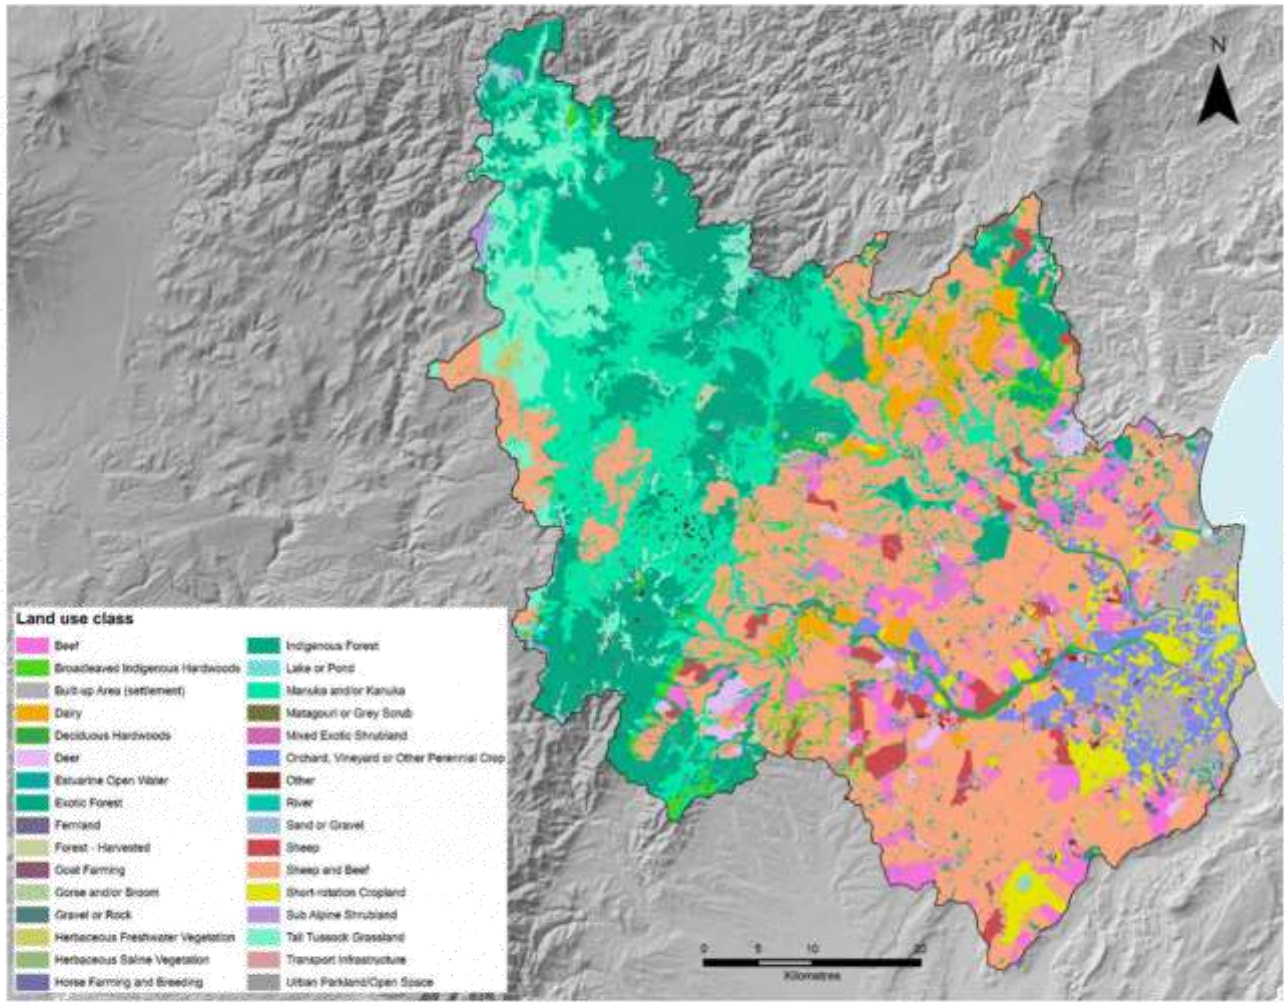 N
Land use class
Beef
Broadleaved Indigenous Hardwoods
Built-up Area (settlement)
Dairy
Deciduous Hardwoods
Deer
Estuarine Open Water
Exotic Forest
Fernland
Forest - Harvested
Goat Farming
Gorse and/or Broom
Gravel or Rock
Herbaceous Freshwater Vegetation
Herbaceous Saline Vegetation
Horse Farming and Breeding
Indigenous Forest
Lake or Pond
Manuka and/or Kanuka
Matagouri or Grey Scrub
Mixed Exotic Shrubland
Orchard, Vineyard or Other Perennial Crop
Other
River
Sand or Gravel
Sheep
Sheep and Beef
Short-rotation Cropland
Sub Alpine Shrubland
Tall Tussock Grassland
Transport Infrastructure
Urban Parkland/Open Space
0 5 10 20
Kilometres